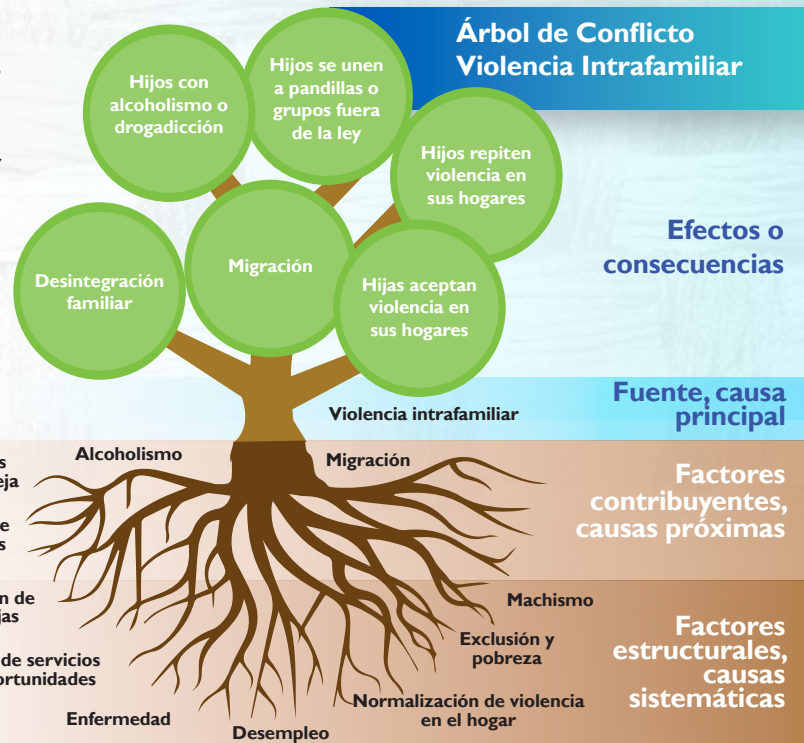 Árbol de Conflicto
Violencia Intrafamiliar
Hijos con
alcoholismo o
drogadicción
Hijos se unen
a pandillas o
grupos fuera
de la ley
Hijos repiten
violencia en
sus hogares
Desintegración
familiar
Migración
Hijas aceptan
violencia en
sus hogares
Efectos o
consecuencias
Violencia intrafamiliar
Fuente, causa
principal
Alcoholismo
Migración
Factores
contribuyentes,
causas próximas
de
de servicios
Machismo
Exclusión y
pobreza
Normalización de violencia
en el hogar
Enfermedad
Desempleo
Factores
estructurales,
causas
sistemáticas